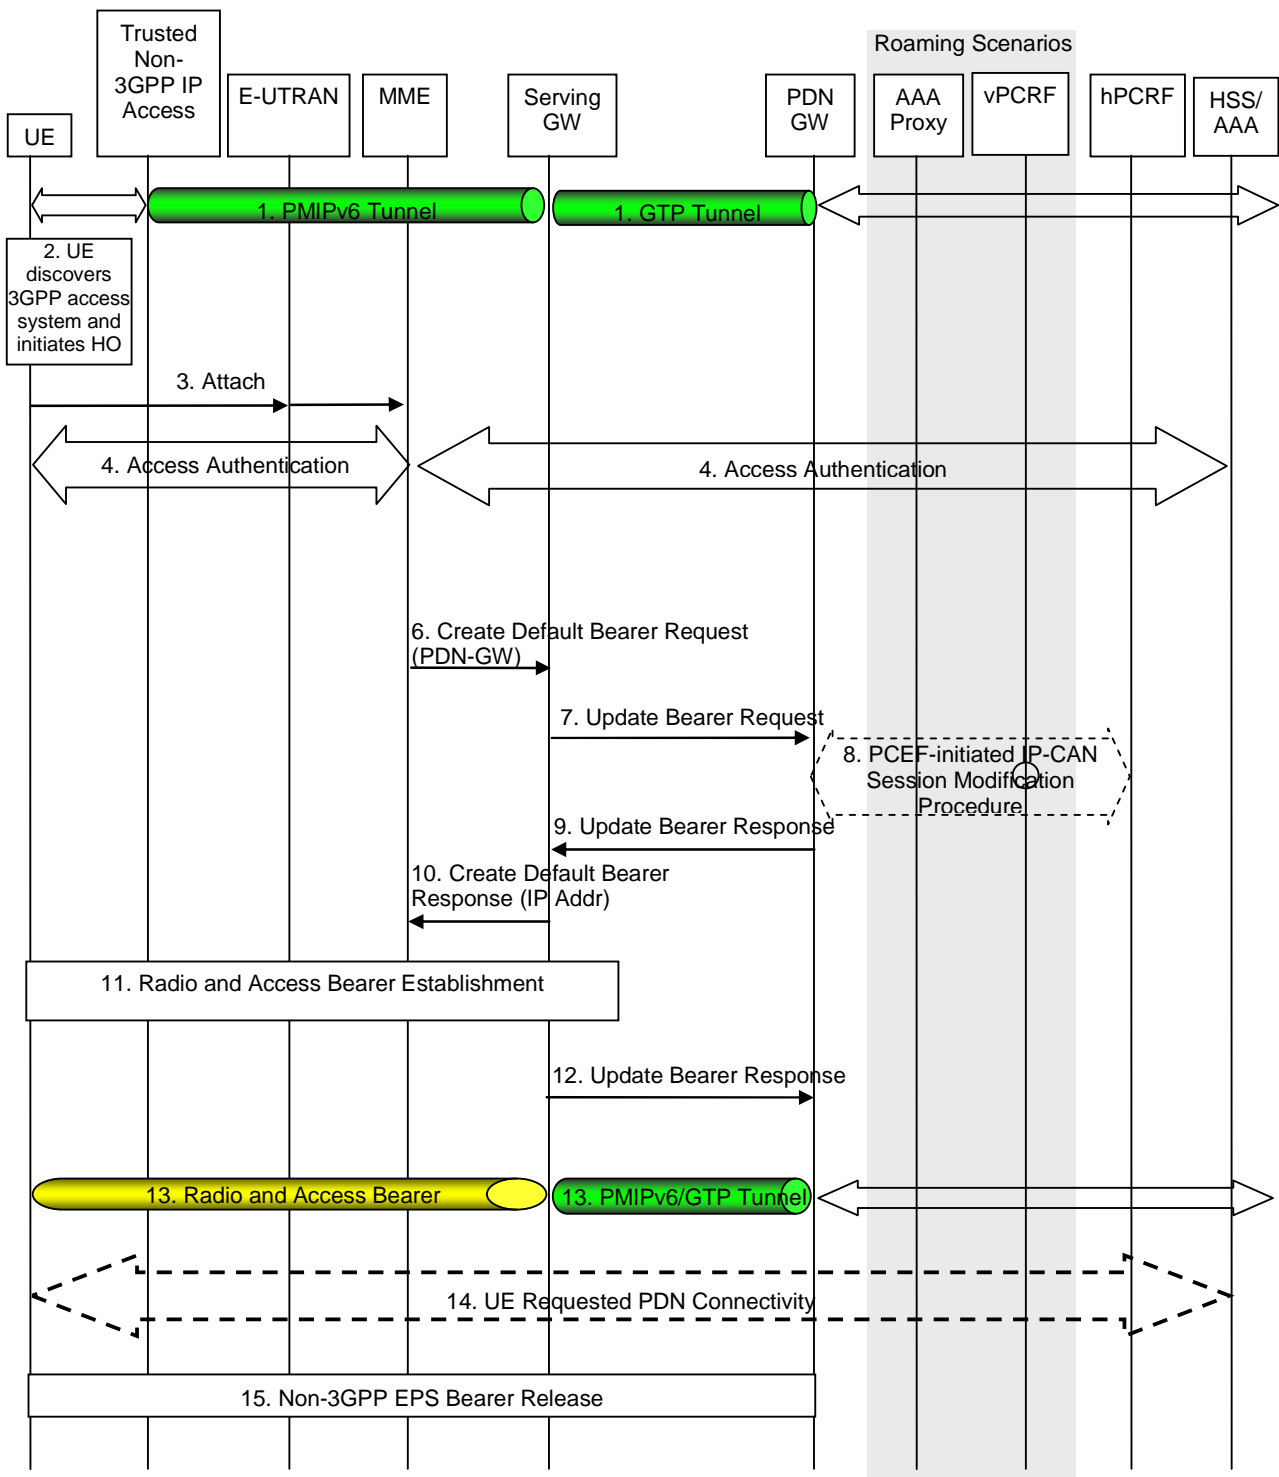 Roaming Scenarios
UE
Trusted
Non-
3GPP IP
Access
E-UTRAN
MME
Serving
GW
PDN
GW
AAA
Proxy
vPCRF
hPCRF
HSS/
AAA
1. PMIPv6 Tunnel
1. GTP Tunnel
2. UE
discovers
3GPP access
system and
initiates HO
3. Attach
4. Access Authentication
4. Access Authentication
6. Create Default Bearer Request
(PDN-GW)
7. Update Bearer Request
8. PCEF-initiated IP-CAN
Session Modification
Procedure
9. Update Bearer Response
10. Create Default Bearer
Response (IP Addr)
11. Radio and Access Bearer Establishment
12. Update Bearer Response
13. Radio and Access Bearer
13. PMIPv6/GTP Tunnel
14. UE Requested PDN Connectivity
15. Non-3GPP EPS Bearer Release